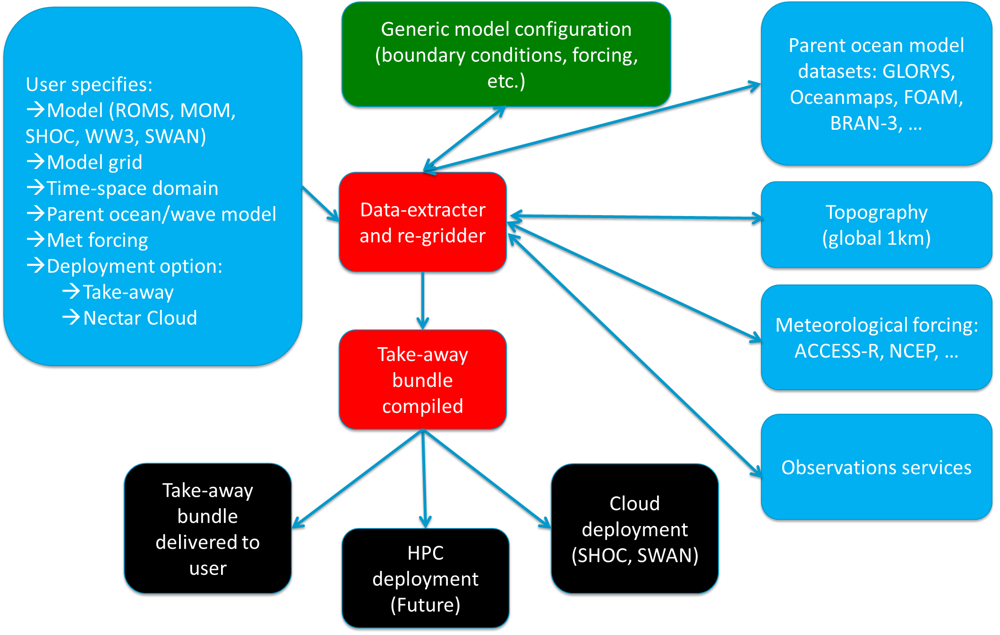 User specifies:
→Model (ROMS, MOM,
SHOC, WW3, SWAN)
→Model grid
→Time-space domain
→Parent ocean/wave model
→Met forcing
→Deployment option:
→Take-away
→Nectar Cloud
Generic model configuration
(boundary conditions, forcing,
etc.)
Parent ocean model
datasets: GLORYS,
Oceanmaps, FOAM,
BRAN-3, ...
Data-extracter
and re-gridder
Topography
(global 1km)
Meteorological forcing:
ACCESS-R, NCEP, ...
Observations services
Take-away
bundle
compiled
Take-away
bundle
delivered to
user
HPC
deployment
(Future)
Cloud
deployment
(SHOC, SWAN)